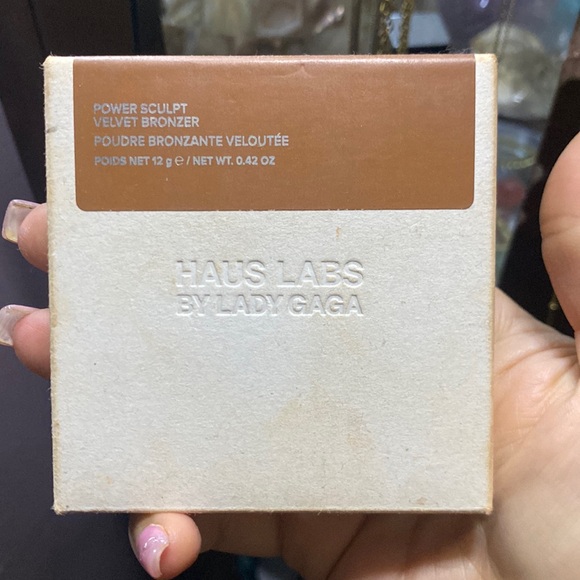 POWER SCULPT
VELVET BRONZER
POUDRE BRONZANTE VELOUTÉE
POIDS NET 12 g ℮ / NET WT. 0.42 OZ
HAUS LABS
BY LADY GAGA